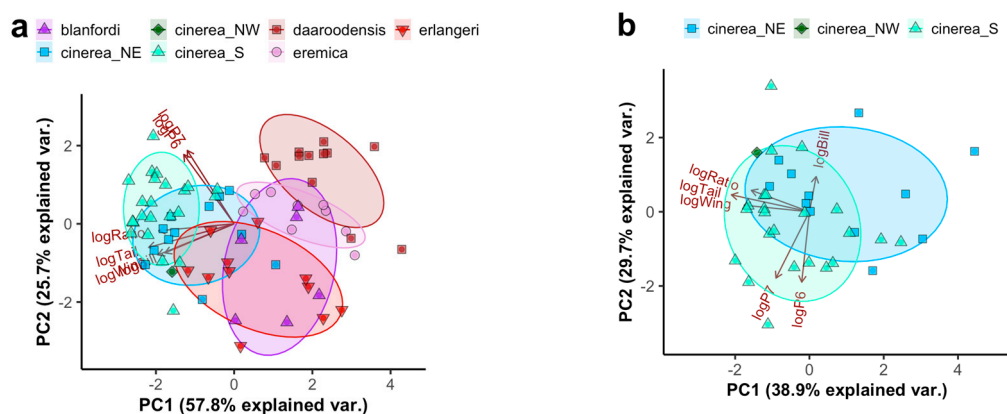 a
blanfordi cinerea_NW daaroodensis erlangeri
cinerea_NE cinerea_S eremica
2
0
-2
-2 0 2 4
PC1 (57.8% explained var.)
PC2 (25.7% explained var.)
logP7
logP6
logRatio
logTail
logWing
b
cinerea_NE cinerea_NW cinerea_S
2
0
-2
-2 0 2 4
PC1 (38.9% explained var.)
PC2 (29.7% explained var.)
logBill
logRatio
logTail
logWing
logP7
logP6